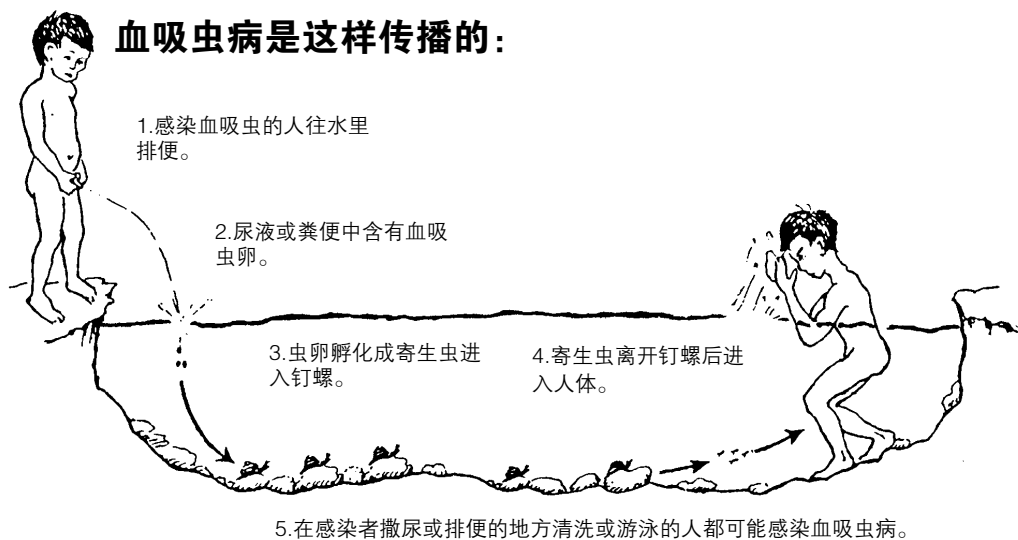 血吸虫病是这样传播的：
1.感染血吸虫的人往水里
排便。
2.尿液或粪便中含有血吸
虫卵。
3.虫卵孵化成寄生虫进
入钉螺。
4.寄生虫离开钉螺后进
入人体。
5.在感染者撒尿或排便的地方清洗或游泳的人都可能感染血吸虫病。